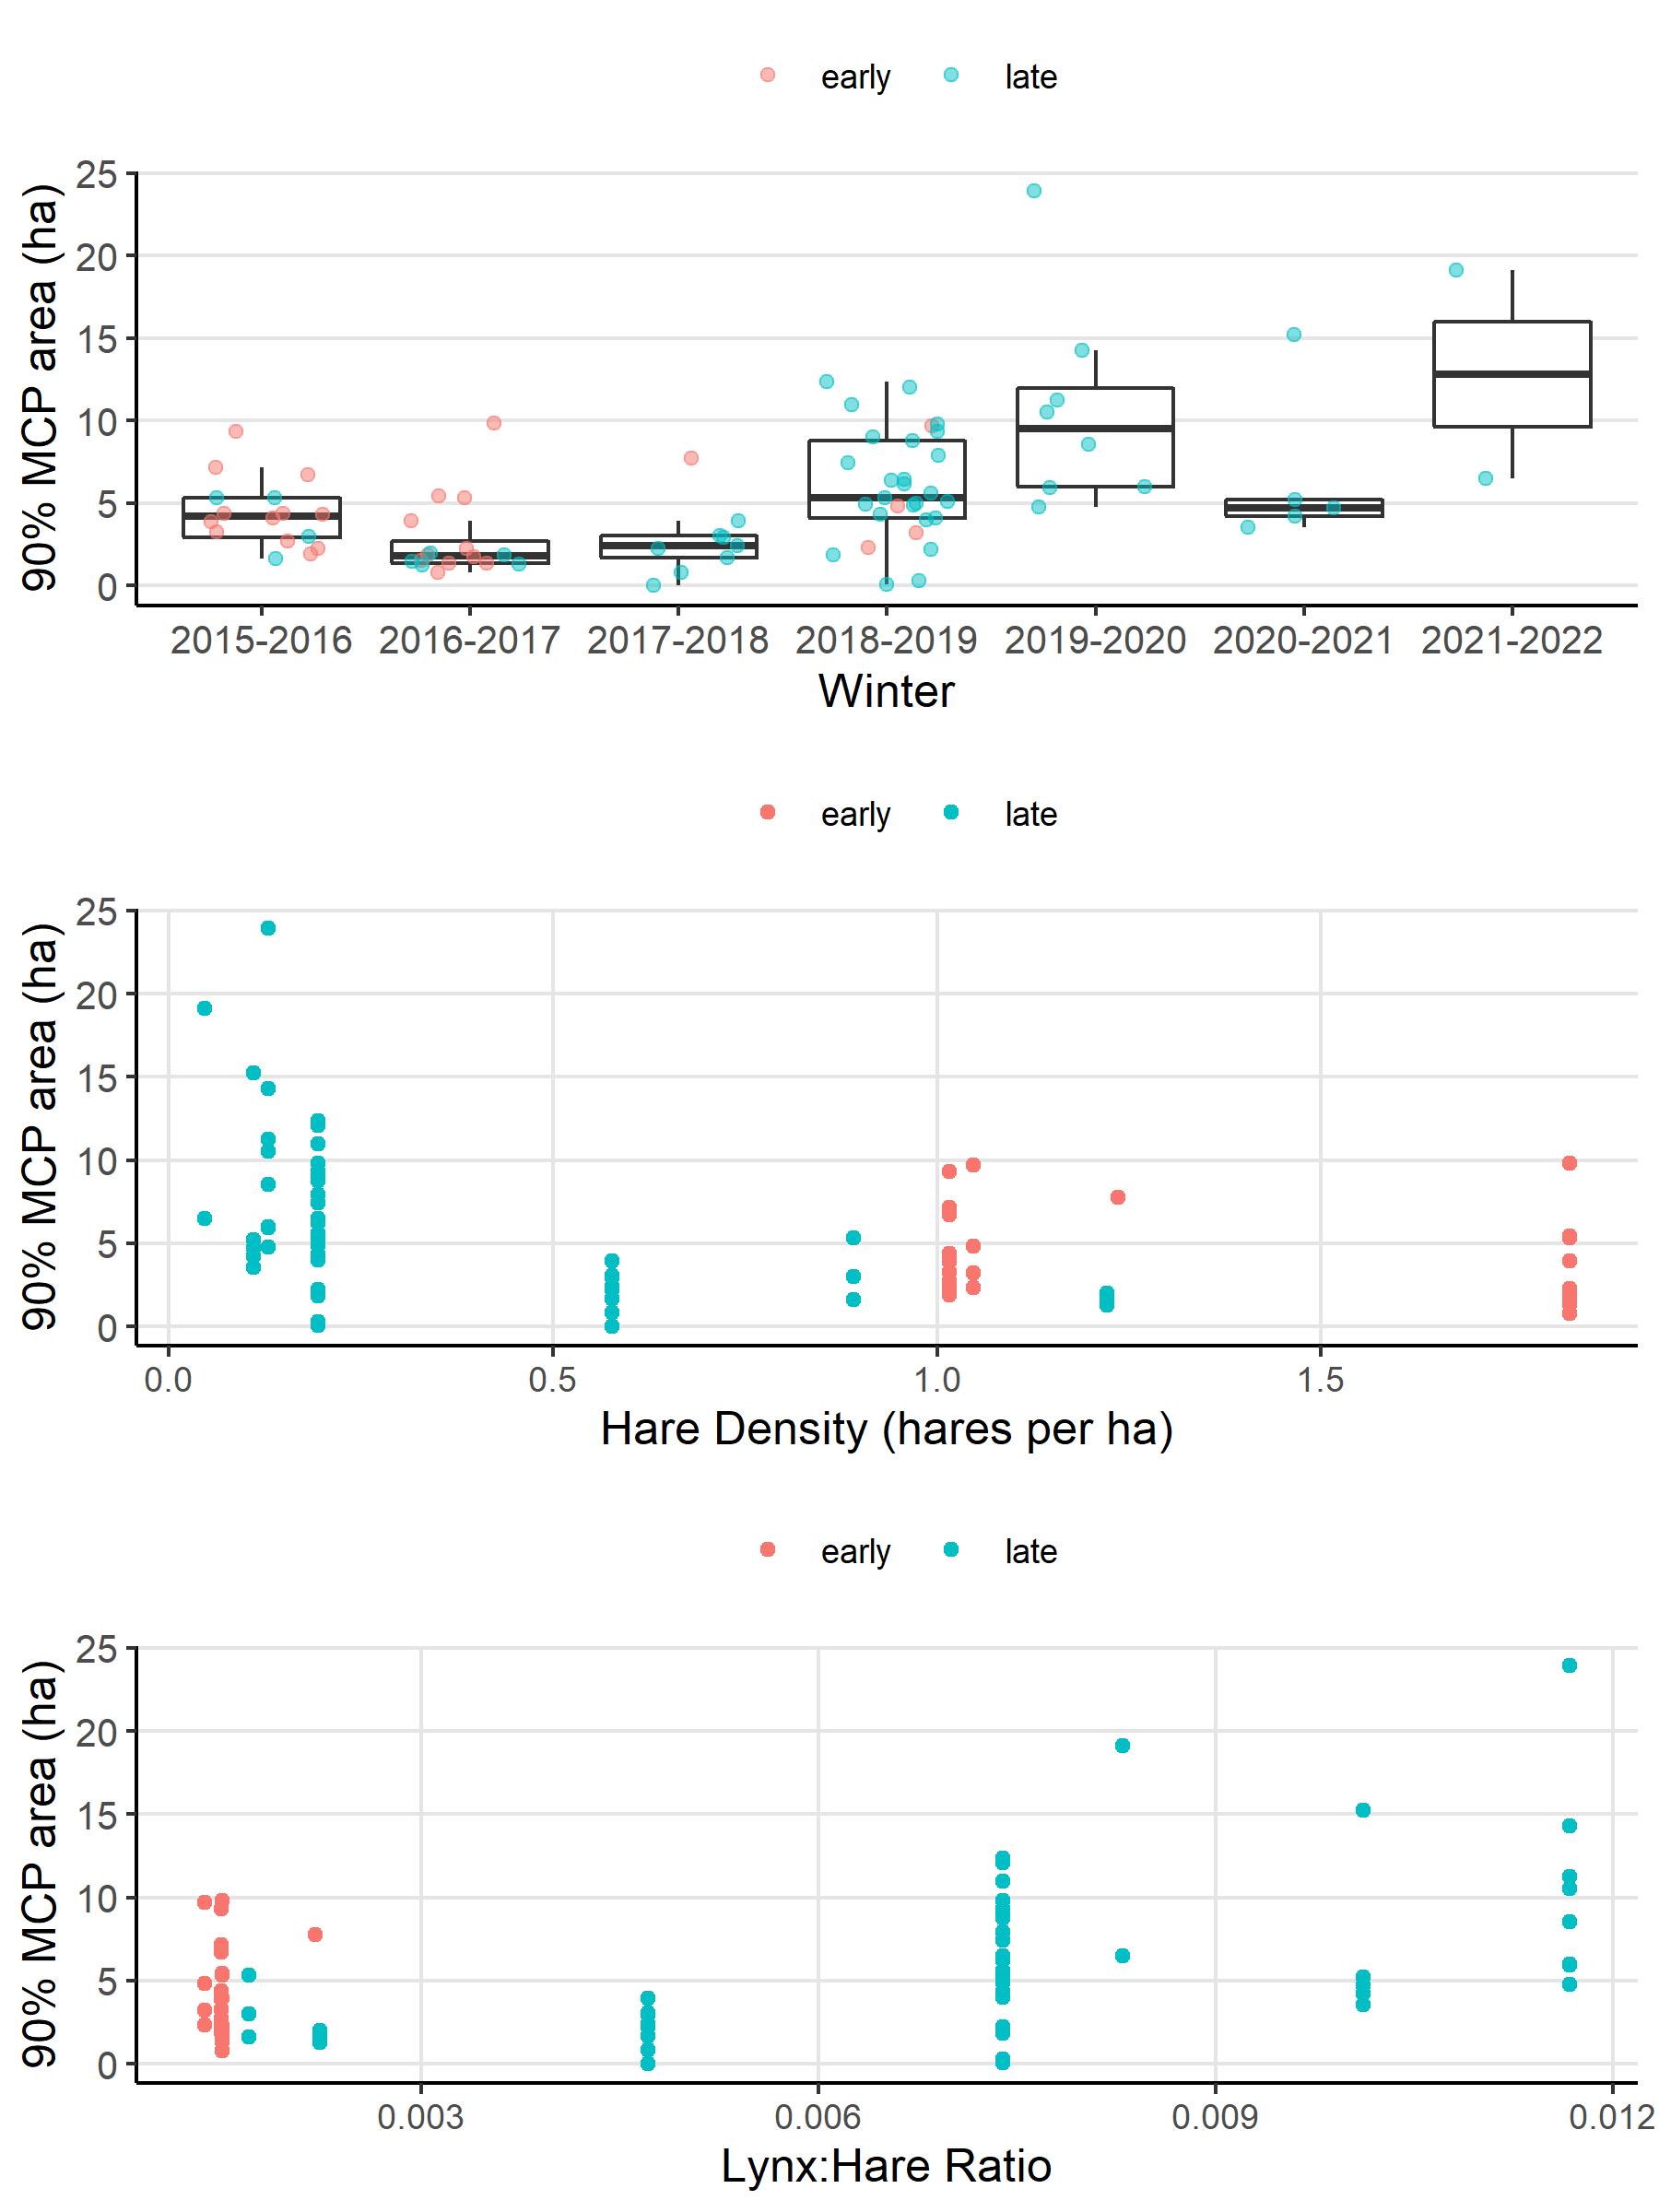 early late
25
20
15
10
5
0
90% MCP area (ha)
2015-2016 2016-2017 2017-2018 2018-2019 2019-2020 2020-2021 2021-2022
Winter
early late
25
20
15
10
5
0
90% MCP area (ha)
0.0 0.5 1.0 1.5
Hare Density (hares per ha)
early late
25
20
15
10
5
0
90% MCP area (ha)
0.003 0.006 0.009 0.012
Lynx:Hare Ratio